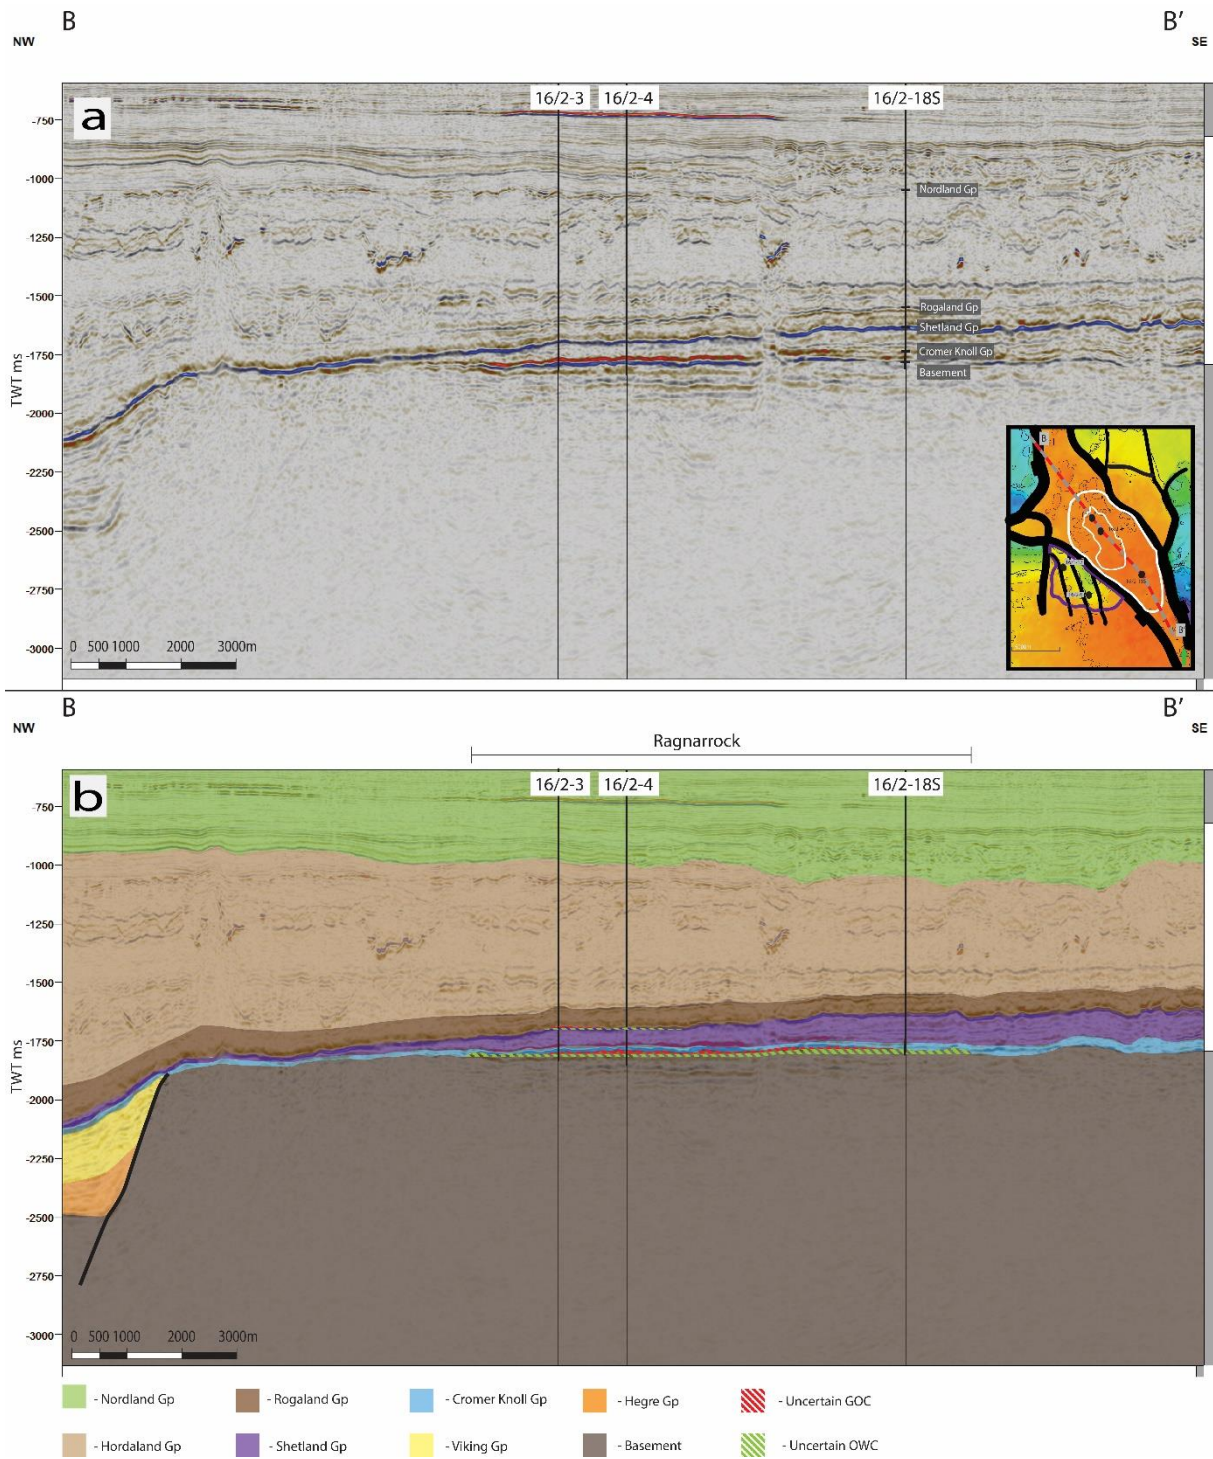 B
B'
NW
SE
a
16/2-3
16/2-4
16/2-18S
-750
-1000
-1250
-1500
-1750
-2000
-2250
-2500
-2750
-3000
TWT ms
Nordland Gp
Rogaland Gp
Shetland Gp
Cromer Knoll Gp
Basement
B
B'
0 500 1000 2000 3000m
B
B'
NW
SE
Ragnarrock
b
16/2-3
16/2-4
16/2-18S
-750
-1000
-1250
-1500
-1750
-2000
-2250
-2500
-2750
-3000
TWT ms
0 500 1000 2000 3000m
- Nordland Gp
- Rogaland Gp
- Cromer Knoll Gp
- Hegre Gp
- Uncertain GOC
- Hordaland Gp
- Shetland Gp
- Viking Gp
- Basement
- Uncertain OWC